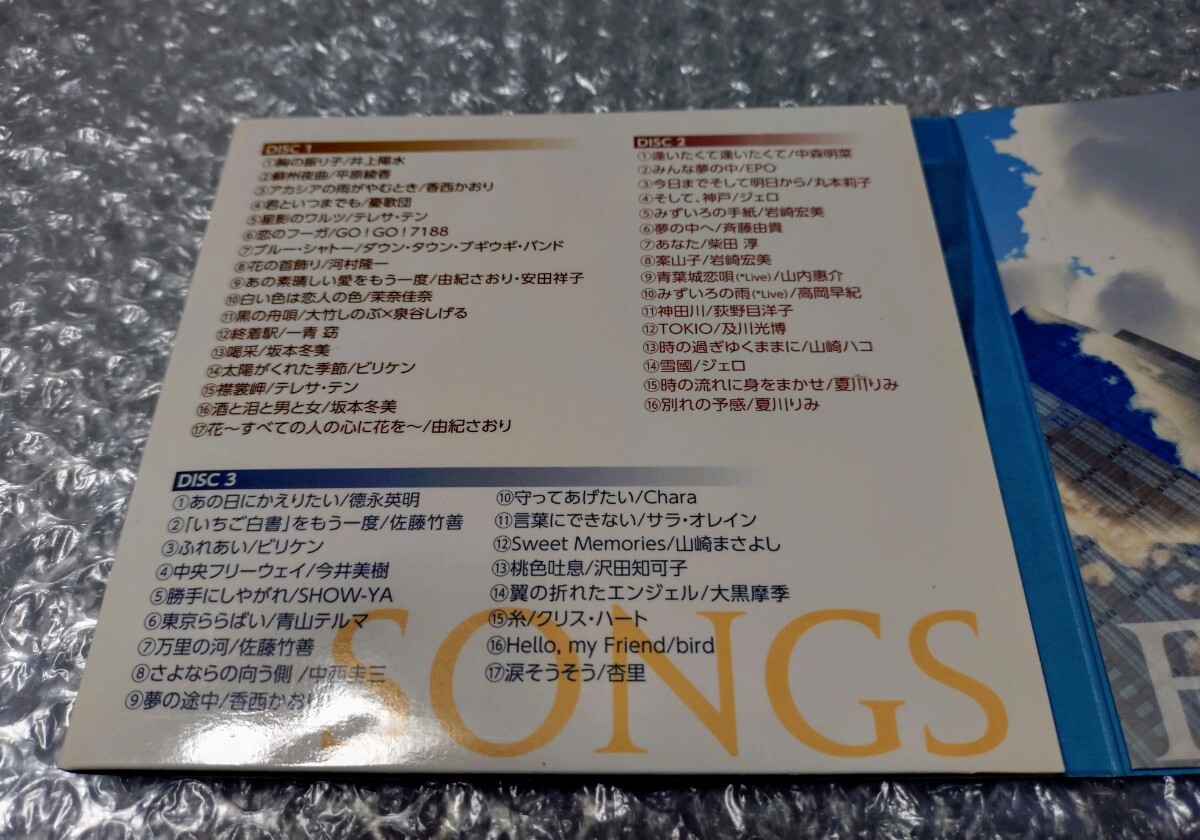 DISC 1
①胸の振り子/井上陽水
②蘇州夜曲/平原綾香
③アカシアの雨がやむとき/香西かおり
④君といつまでも/憂歌団
⑤星影のワルツ/テレサ・テン
⑥恋のフーガ/GO!GO!7188
⑦ブルー・シャトー/ダウン・タウン・ブギウギ・バンド
⑧花の首飾り/河村隆一
⑨あの素晴しい愛をもう一度/由紀さおり・安田祥子
⑩白い色は恋人の色/茉奈佳奈
⑪黒の舟唄/大竹しのぶ×泉谷しげる
⑫終着駅/一青 窈
⑬喝采/坂本冬美
⑭太陽がくれた季節/ビリケン
⑮襟裳岬/テレサ・テン
⑯酒と泪と男と女/坂本冬美
⑰花～すべての人の心に花を～/由紀さおり
DISC 2
①逢いたくて逢いたくて/中森明菜
②みんな夢の中/EPO
③今日までそして明日から/丸本莉子
④そして、神戸/ジェロ
⑤みずいろの手紙/岩崎宏美
⑥夢の中へ/斉藤由貴
⑦あなた/柴田 淳
⑧案山子/岩崎宏美
⑨青葉城恋唄(*Live)/山内惠介
⑩みずいろの雨(*Live)/高岡早紀
⑪神田川/荻野目洋子
⑫TOKIO/及川光博
⑬時の過ぎゆくままに/山崎ハコ
⑭雪國/ジェロ
⑮時の流れに身をまかせ/夏川りみ
⑯別れの予感/夏川りみ
DISC 3
①あの日にかえりたい/德永英明
②「いちご白書」をもう一度/佐藤竹善
③ふれあい/ビリケン
④中央フリーウェイ/今井美樹
⑤勝手にしやがれ/SHOW-YA
⑥東京ららばい/青山テルマ
⑦万里の河/佐藤竹善
⑧さよならの向う側 /中西圭三
⑨夢の途中/香西かおり
⑩守ってあげたい/Chara
⑪言葉にできない/サラ・オレイン
⑫Sweet Memories/山崎まさよし
⑬桃色吐息/沢田知可子
⑭翼の折れたエンジェル/大黒摩季
⑮糸/クリス・ハート
⑯Hello, my Friend/bird
⑰涙そうそう/杏里
SONGS